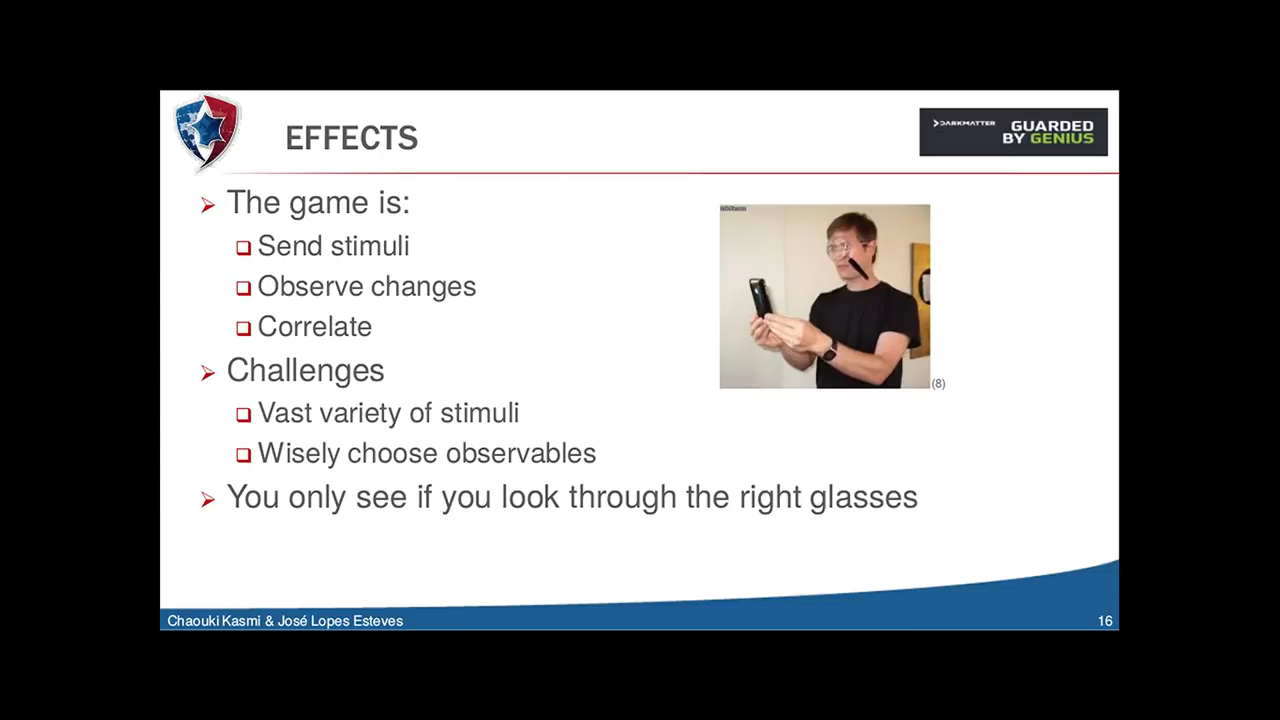 EFFECTS
DARKMATTER
GUARDED
BY GENIUS
The game is:
Send stimuli
Observe changes
Correlate
Challenges
Vast variety of stimuli
Wisely choose observables
You only see if you look through the right glasses
(8)
Chaouki Kasmi & José Lopes Esteves
16